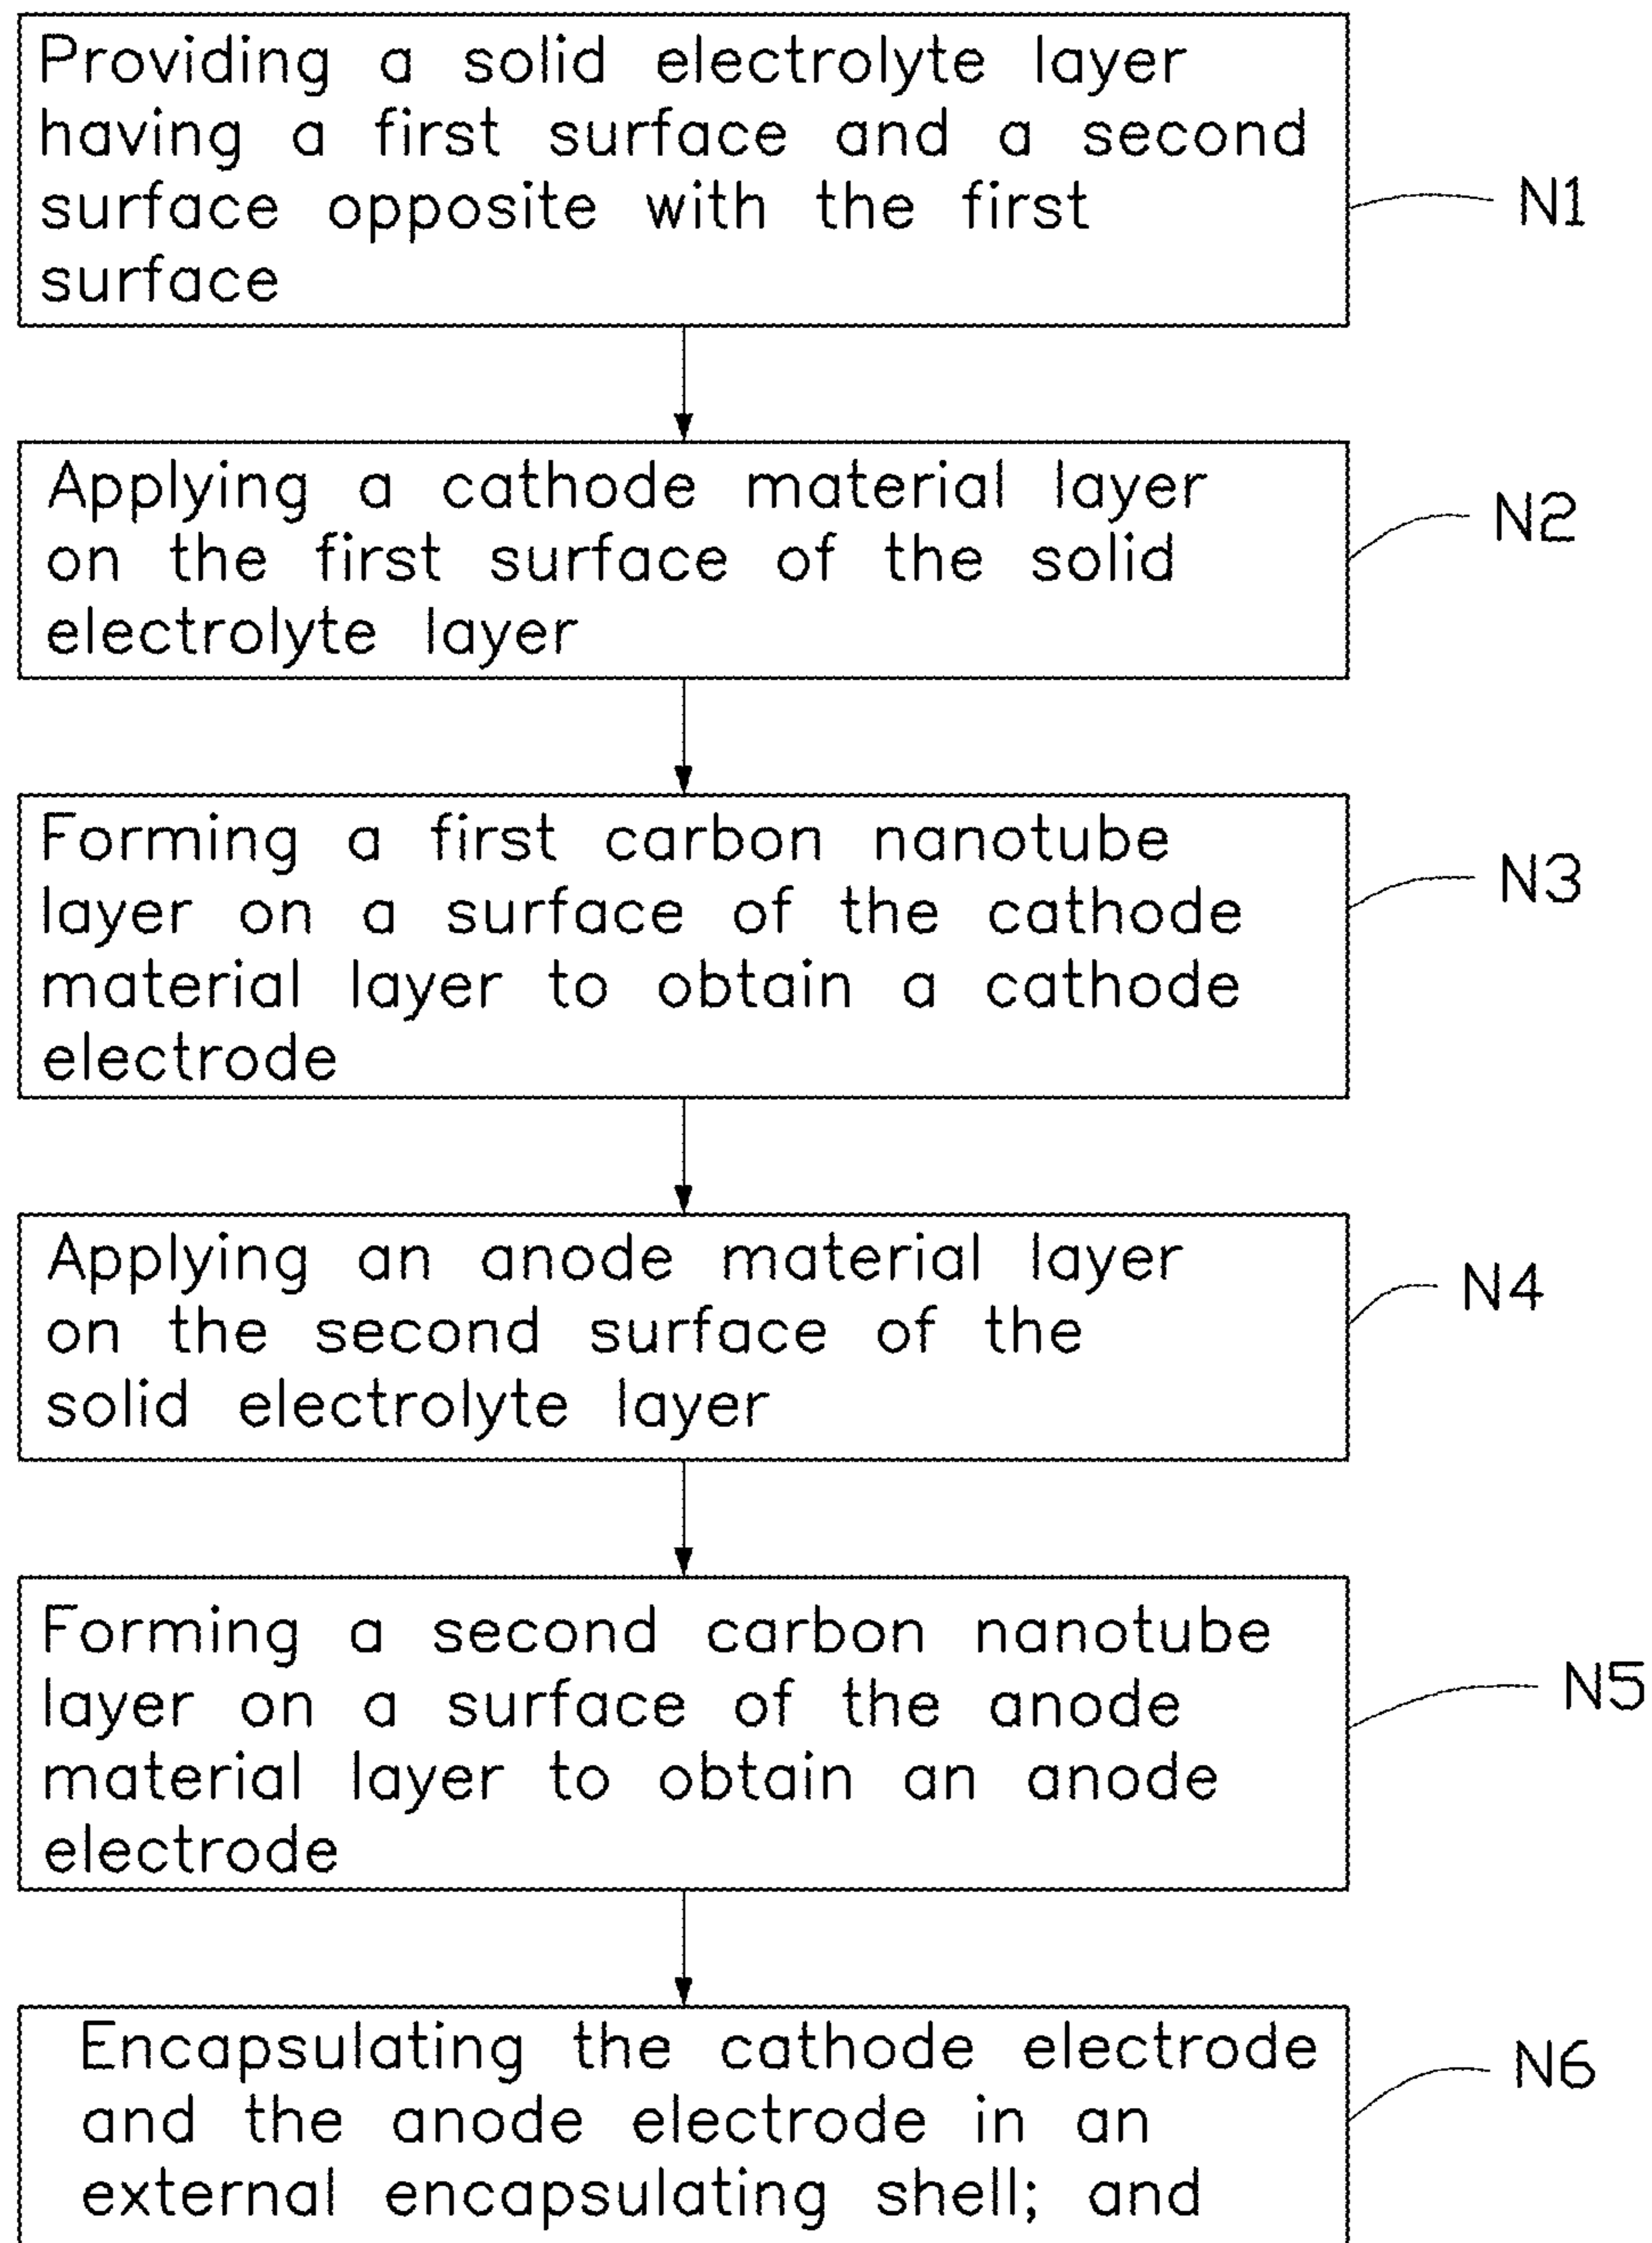 Providing a solid electrolyte layer
having a first surface and a second
surface opposite with the first
surface
N1
Applying a cathode material layer
on the first surface of the solid
electrolyte layer
N2
Forming a first carbon nanotube
layer on a surface of the cathode
material layer to obtain a cathode
electrode
N3
Applying an anode material layer
on the second surface of the
solid electrolyte layer
N4
Forming a second carbon nanotube
layer on a surface of the anode
material layer to obtain an anode
electrode
N5
Encapsulating the cathode electrode
and the anode electrode in an
external encapsulating shell; and
N6